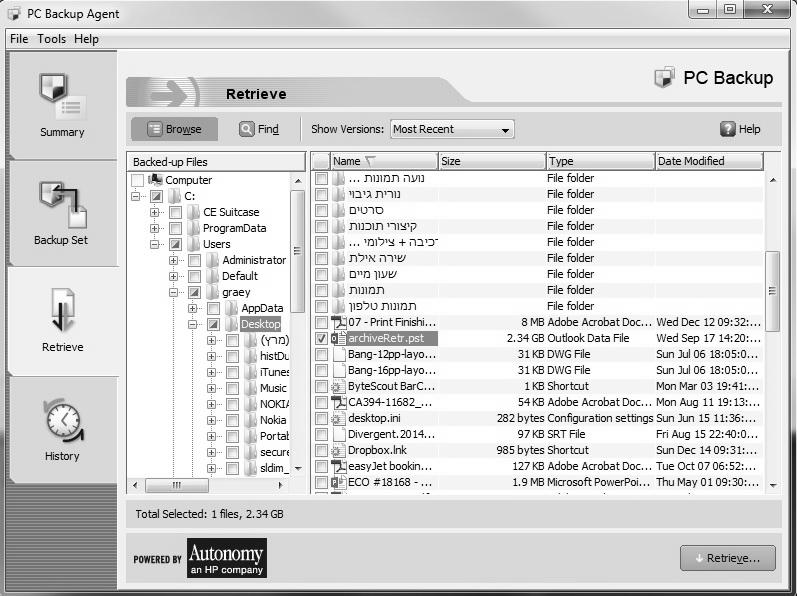 PC Backup Agent
File Tools Help
Summary
Backup Set
Retrieve
History
Retrieve
PC Backup
Browse Find Show Versions: Most Recent Help
Backed-up Files
Computer
C:
CE Suitcase
ProgramData
Users
Administrator
Default
graey
AppData
Desktop
(מרץ)
histDu
iTunes
Music
NOKI
Nokia
Portab
secure
sldim_
Name Size Type Date Modified
נועה תמונות ... File folder
נורית גיבוי File folder
סרטים File folder
קיצורי תוכנות File folder
רכיבה + צילומי ... File folder
שירה אילת File folder
שעון מיים File folder
תמונות File folder
תמונות טלפון File folder
07 - Print Finishi... 8 MB Adobe Acrobat Doc... Wed Dec 12 09:32:...
archiveRetr.pst 2.34 GB Outlook Data File Wed Sep 17 14:20:...
Bang-12pp-layo... 31 KB DWG File Sun Jul 06 18:05:0...
Bang-16pp-layo... 31 KB DWG File Sun Jul 06 18:05:0...
ByteScout BarC... 1 KB Shortcut Mon Mar 03 19:41:...
CA394-11682_... 54 KB Adobe Acrobat Doc... Mon Aug 11 19:13:...
desktop.ini 282 bytes Configuration settings Sun Jun 15 11:36:...
Divergent.2014... 97 KB SRT File Fri Aug 15 22:40:0...
Dropbox.lnk 985 bytes Shortcut Sun Dec 14 09:31:...
easyJet bookin... 127 KB Adobe Acrobat Doc... Tue Oct 07 06:52:...
ECO #18168 - ... 1.9 MB Microsoft PowerPoi... Thu May 01 09:30:...
Total Selected: 1 files, 2.34 GB
POWERED BY Autonomy
an HP company
Retrieve...